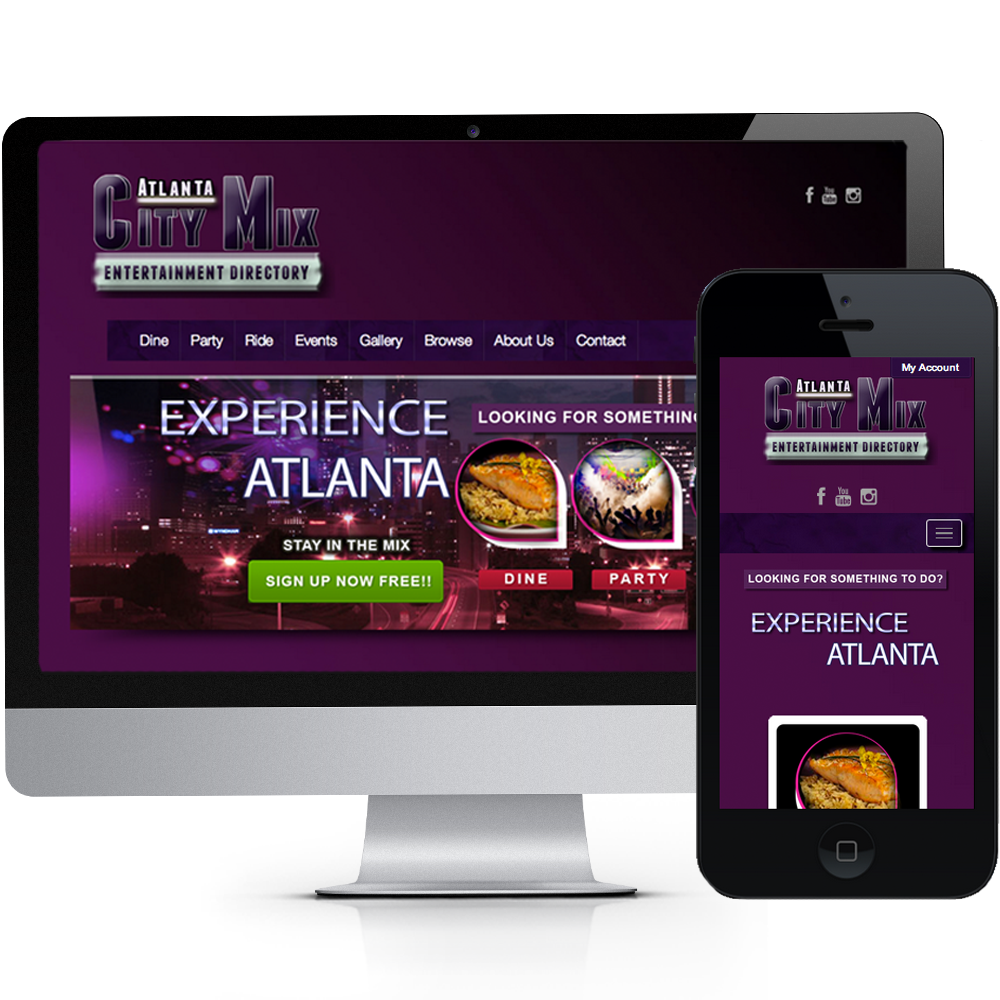 ATLANTA
CITY MIX
ENTERTAINMENT DIRECTORY
f You Tube
Dine Party Ride Events Gallery Browse About Us Contact
EXPERIENCE
ATLANTA
LOOKING FOR SOMETHING
STAY IN THE MIX
SIGN UP NOW FREE!!
DINE PARTY
My Account
ATLANTA
CITY MIX
ENTERTAINMENT DIRECTORY
f You Tube
LOOKING FOR SOMETHING TO DO?
EXPERIENCE
ATLANTA